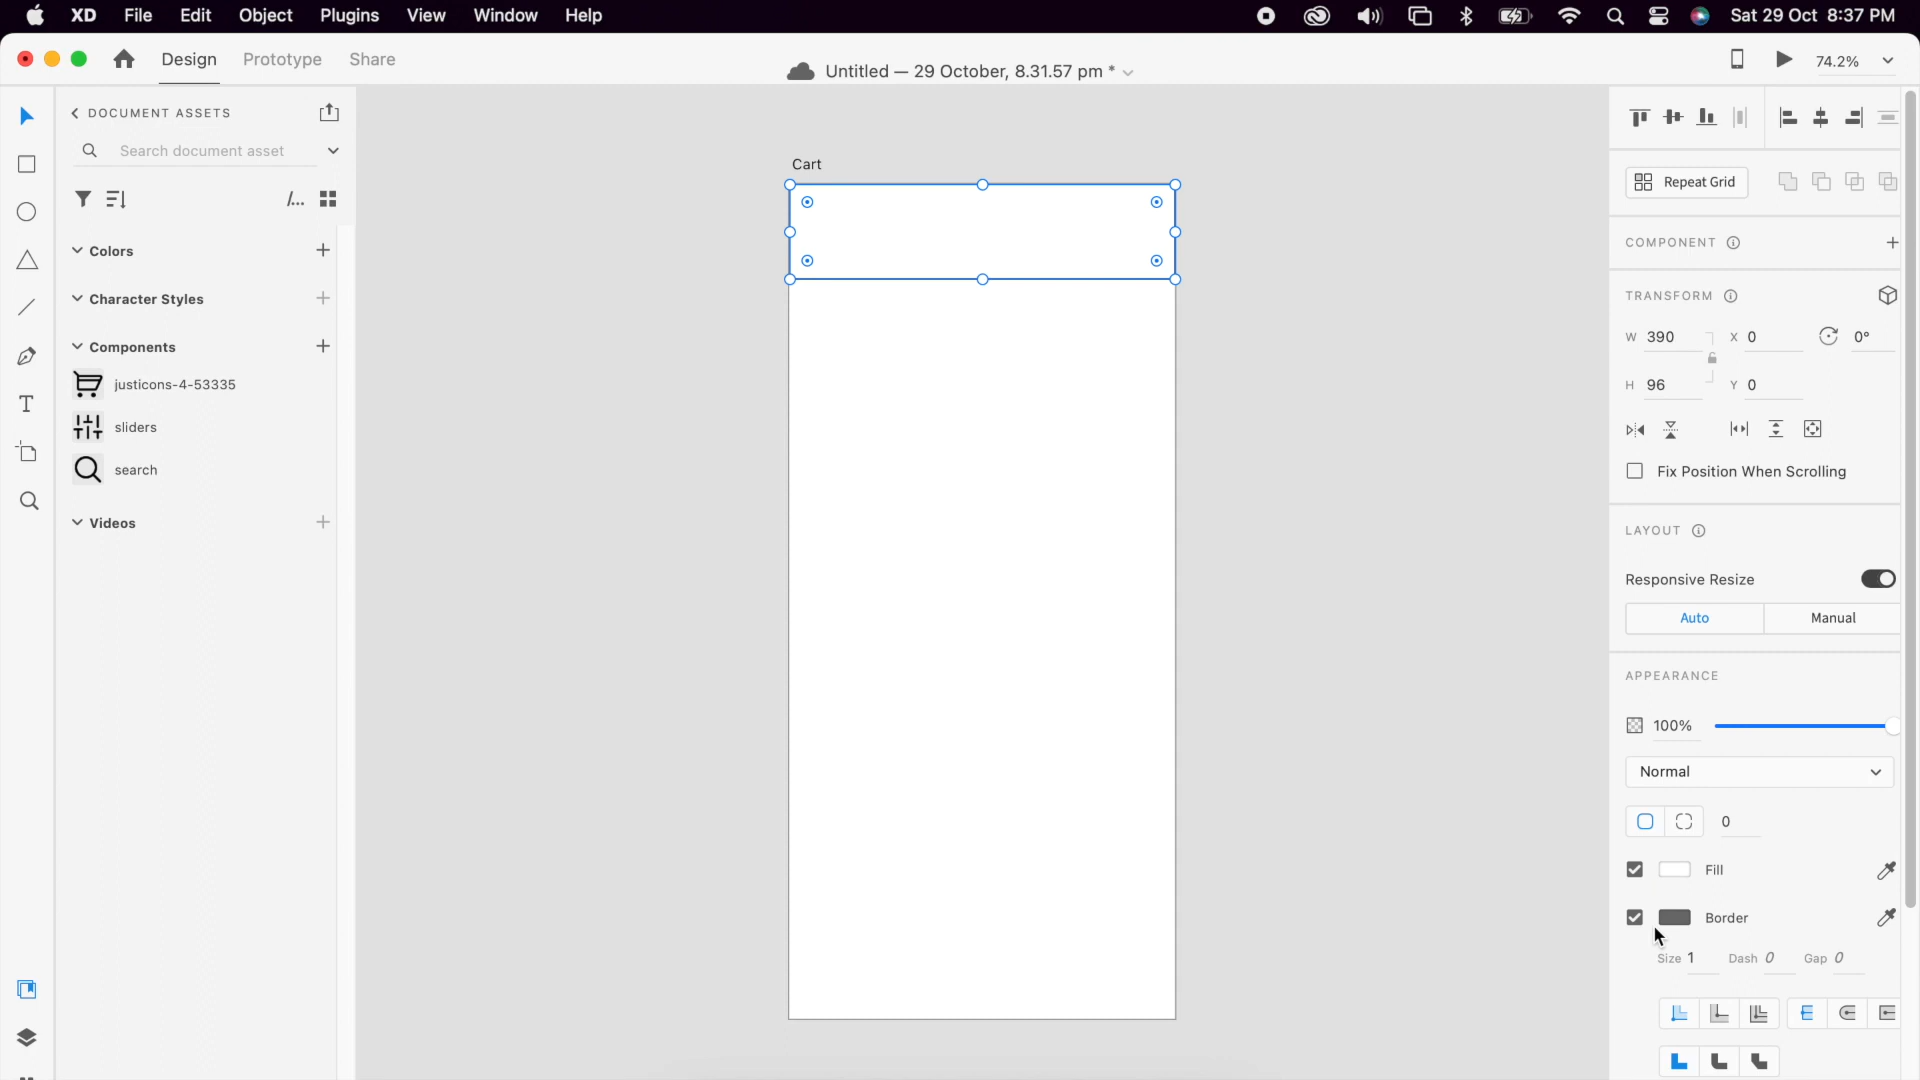 XD File Edit Object Plugins View Window Help Sat 29 Oct 8:37 PM
Design Prototype Share
Untitled — 29 October, 8.31.57 pm *
74.2%
DOCUMENT ASSETS
Search document asset
/...
Colors
Character Styles
Components
justicons-4-53335
sliders
search
Videos
Cart
Repeat Grid
COMPONENT
TRANSFORM
W 390 X 0 0°
H 96 Y 0
Fix Position When Scrolling
LAYOUT
Responsive Resize
Auto Manual
APPEARANCE
100%
Normal
0
Fill
Border
Size 1 Dash 0 Gap 0